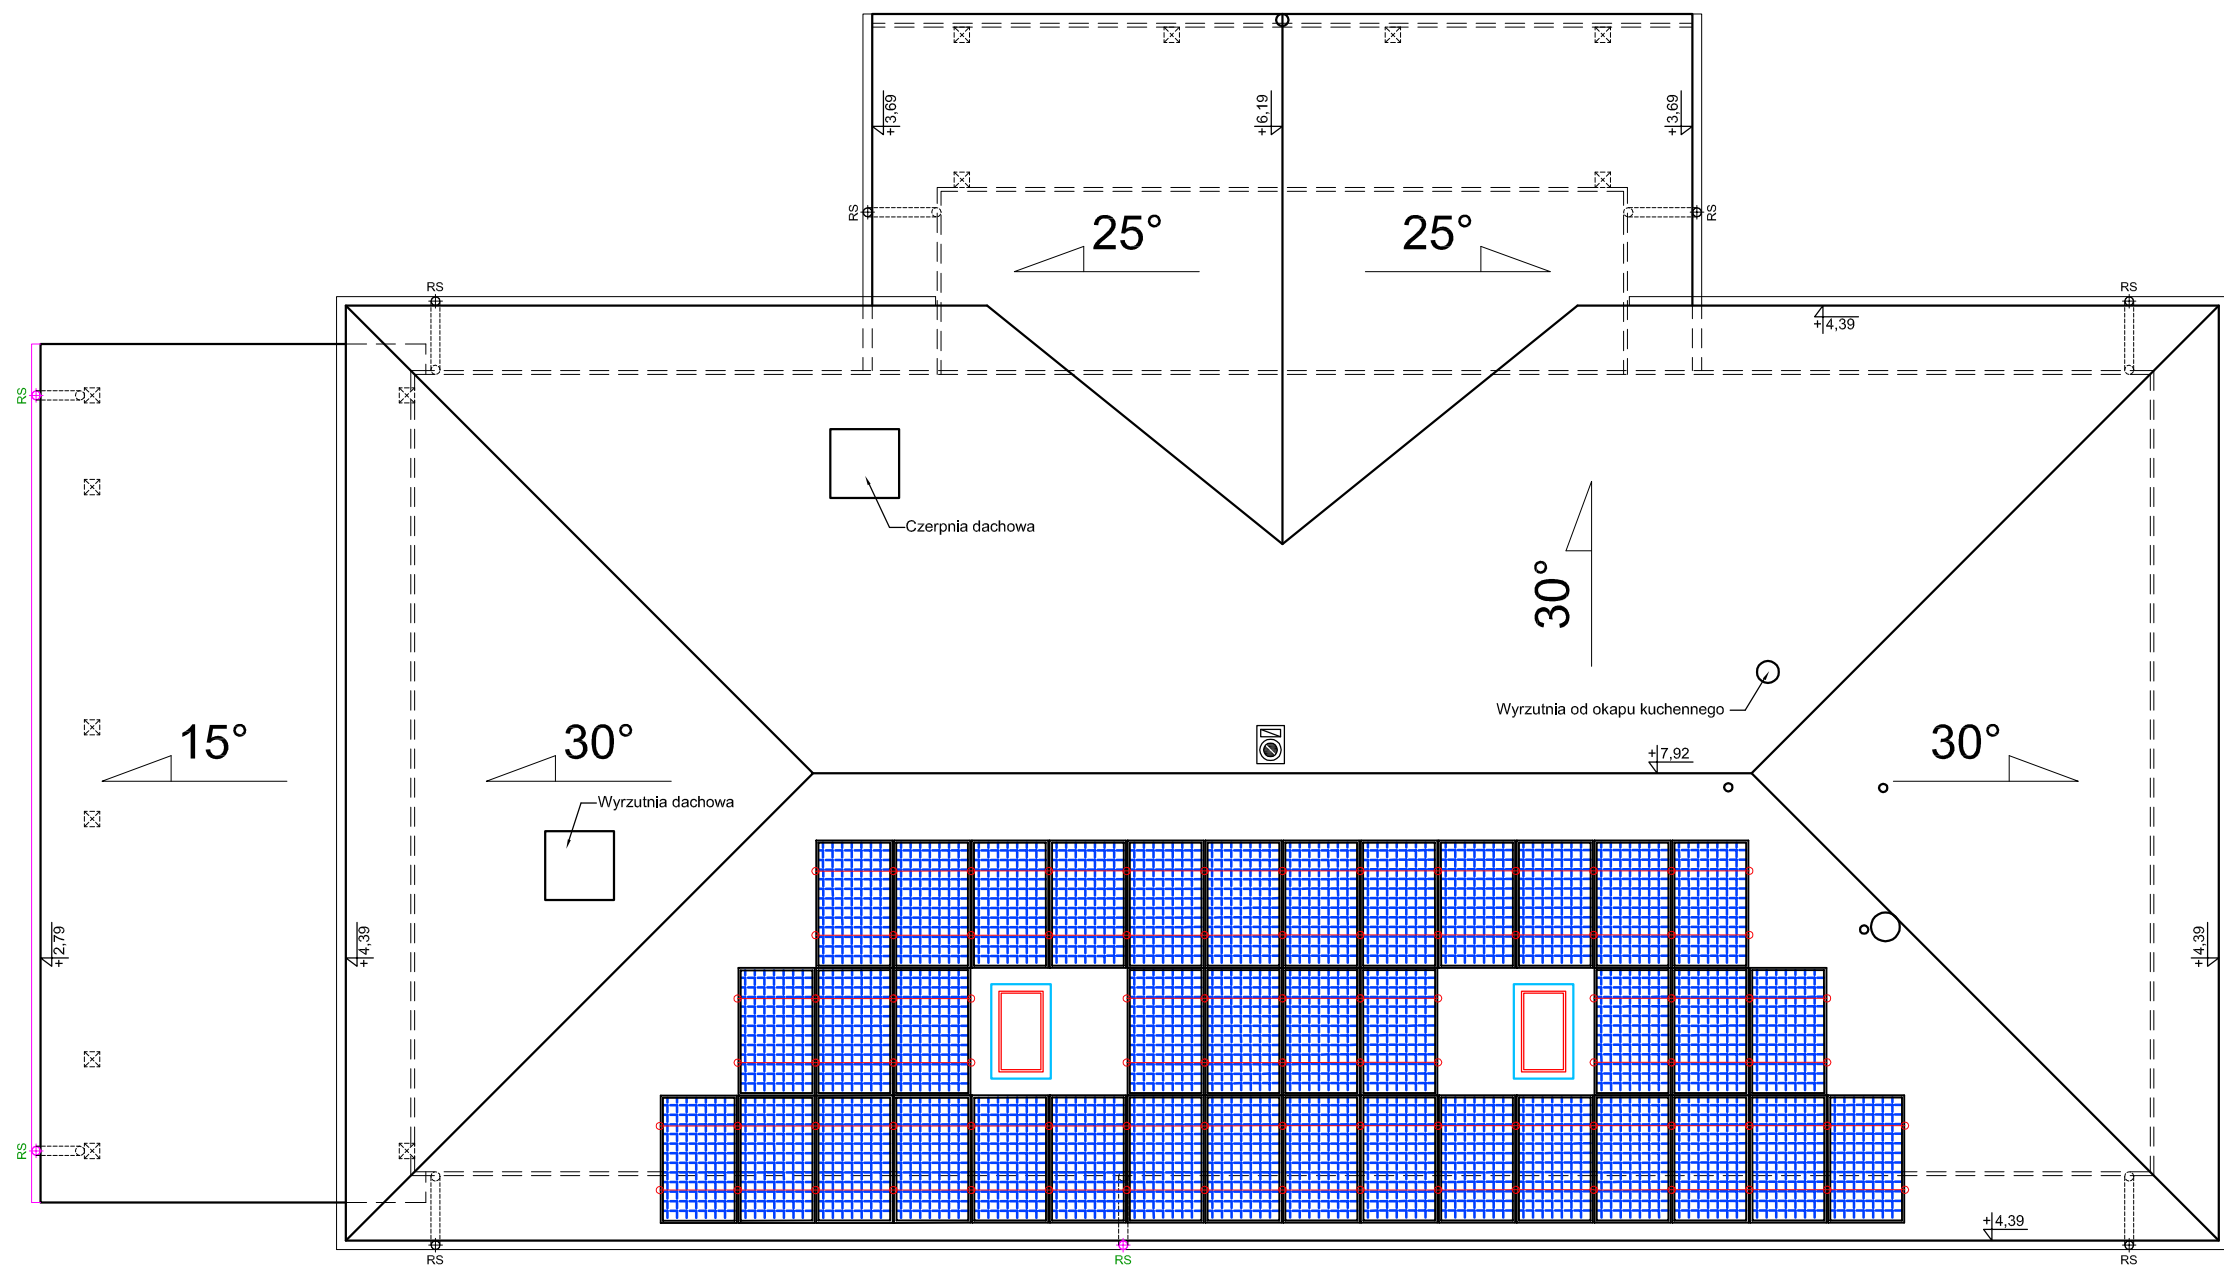 +3,69
+6,19
+3,69
RS
RS
25°
25°
RS
RS
+4,39
RS
Czerpnia dachowa
30°
Wyrzutnia od okapu kuchennego
15°
30°
+7,92
30°
Wyrzutnia dachowa
+2,79
+4,39
+4,39
RS
+4,39
RS
RS
RS